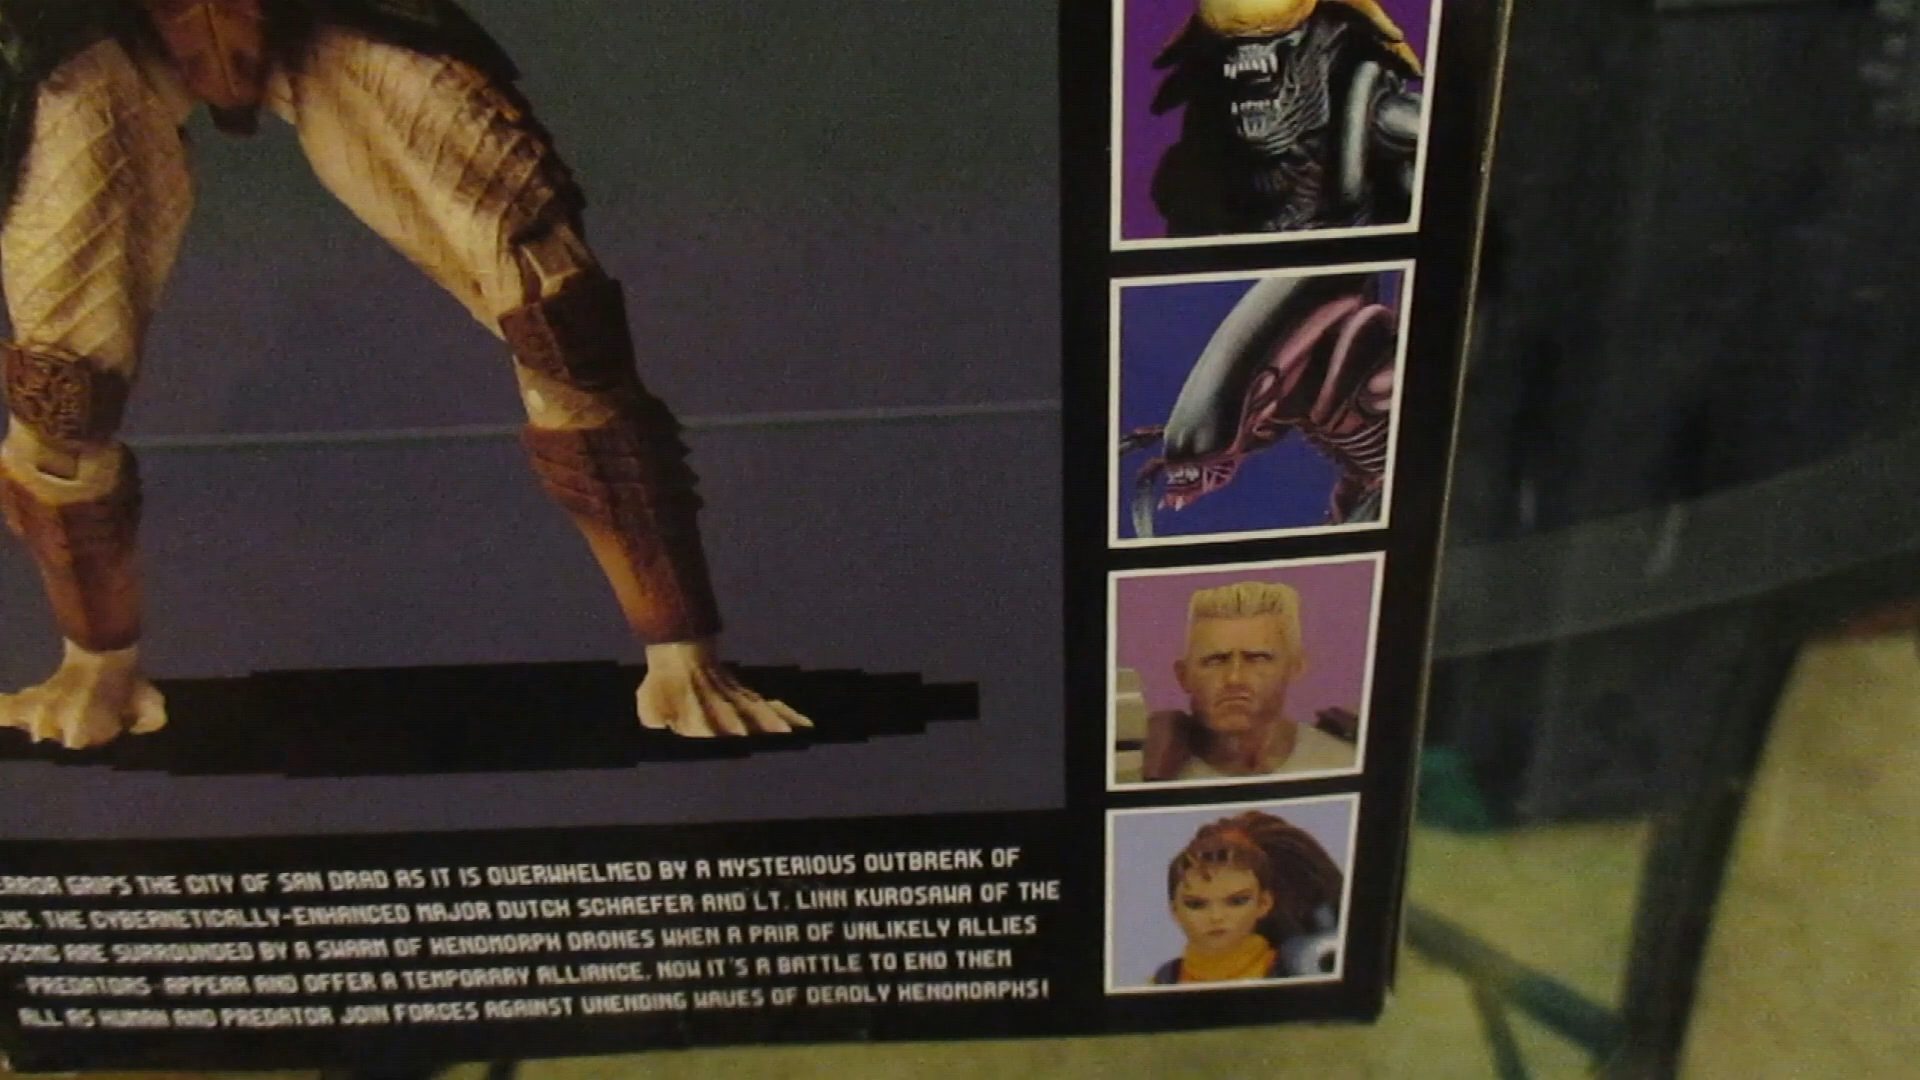 ERROR GRIPS THE CITY OF SAN DRAD AS IT IS OVERWHELMED BY A MYSTERIOUS OUTBREAK OF
ENS. THE CYBERNETICALLY-ENHANCED MAJOR DUTCH SCHAEFER AND LT. LINN KUROSAWA OF THE
USCMC ARE SURROUNDED BY A SWARM OF XENOMORPH DRONES WHEN A PAIR OF UNLIKELY ALLIES
-PREDATORS- APPEAR AND OFFER A TEMPORARY ALLIANCE. NOW IT'S A BATTLE TO END THEM
ALL AS HUMAN AND PREDATOR JOIN FORCES AGAINST UNENDING WAVES OF DEADLY XENOMORPHS!